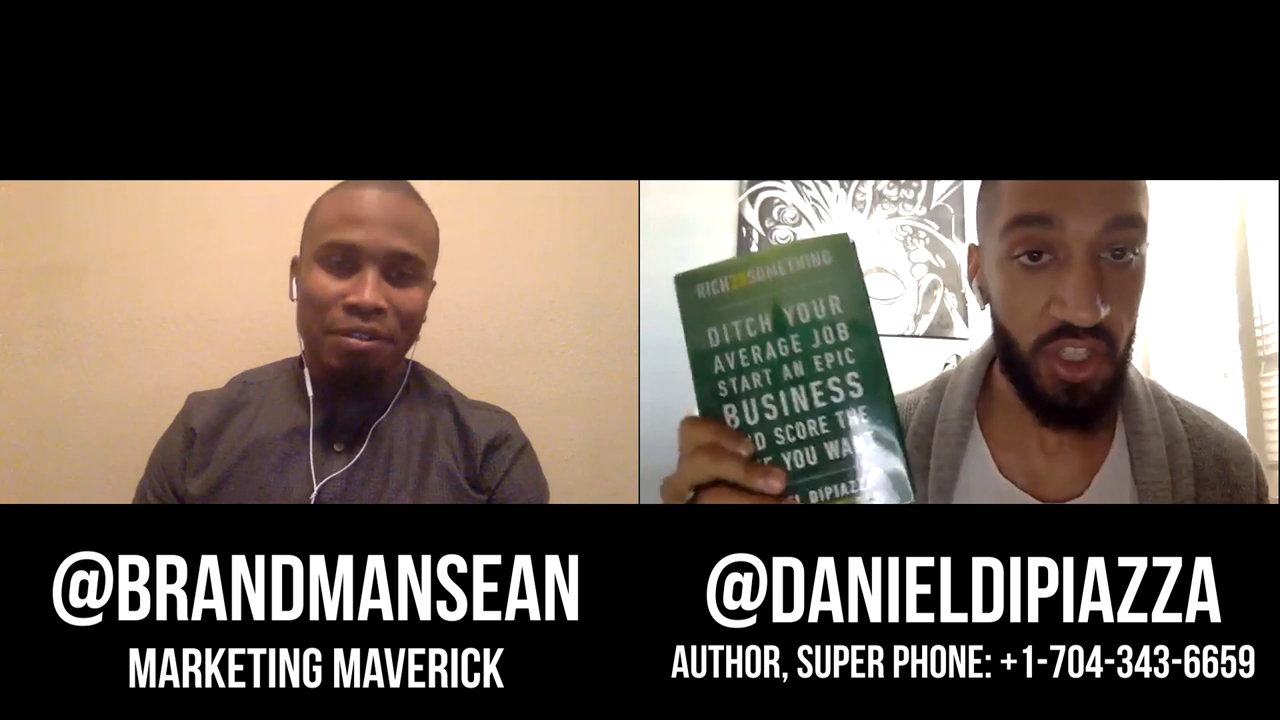 RICH20SOMETHING
DITCH YOUR
AVERAGE JOB
START AN EPIC
BUSINESS
SCORE THE
YOU WANT
DIPIAZZ
@BRANDMANSEAN
MARKETING MAVERICK
@DANIELDIPIAZZA
AUTHOR, SUPER PHONE: +1-704-343-6659